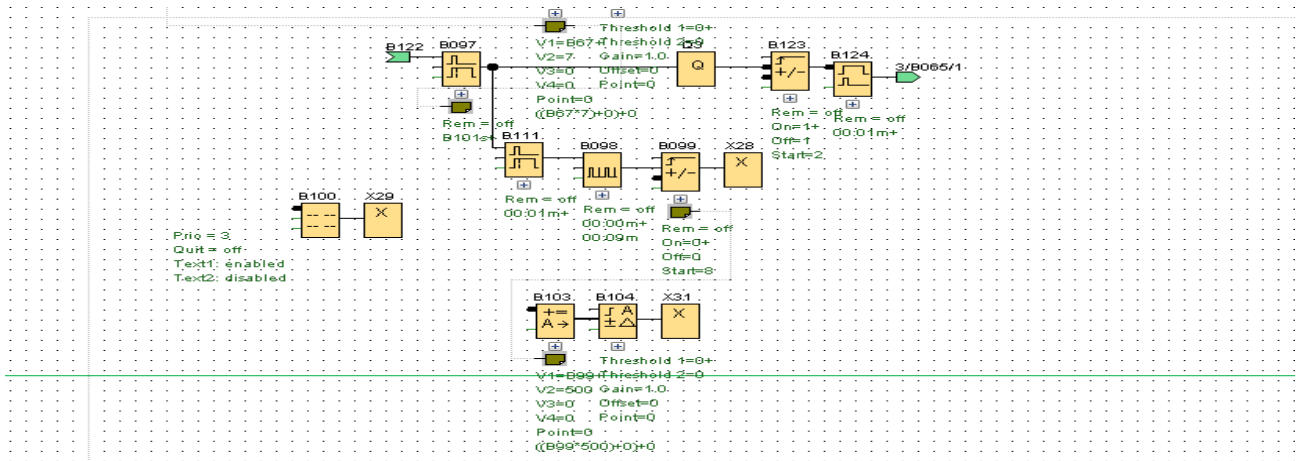 Threshold 1=0+
V1=B67+
V2=7
Gain=1.0
V3=0
Offset=0
V4=0
Point=0
Point=0
((B67*7)+0)+0
B122
B097
Q
B123
+/-
B124
3/B065/1
Rem = off
Rem = off
On=1+
Off=1
Start=2
Rem = off
00:01m+
B111
B098
B099
+/-
X28
X
Rem = off
00:01m+
Rem = off
00:00m+
00:09m
Rem = off
On=0+
Off=0
Start=8
B100
X29
X
Prio = 3
Quit = off
Text1: enabled
Text2: disabled
B103
+=
A→
B104
A
±△
X31
X
Threshold 1=0+
Threshold 2=0
V2=500
Gain=1.0
V3=0
Offset=0
V4=0
Point=0
Point=0
((B99*500)+0)+0